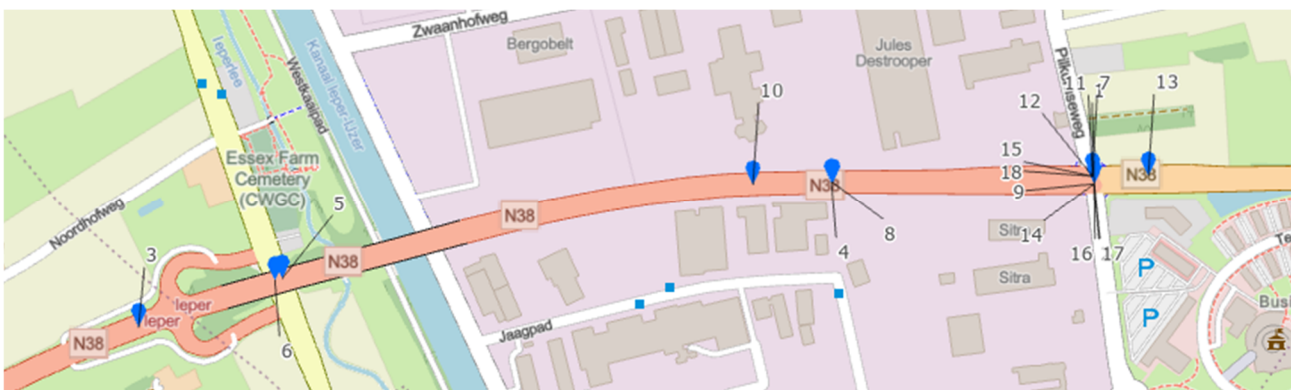 Zwaanhofweg
Bergobelt
Jules
Destrooper
Ieperlee
Westkaaipad
Kanaal Ieper-IJzer
10
11
7
1
13
12
Essex Farm
Cemetery
(CWGC)
15
18
9
N38
N38
Noordhofweg
5
N38
3
N38
8
4
14
16
17
Sitra
Ieper
Ieper
P
P
N38
6
Jaagpad